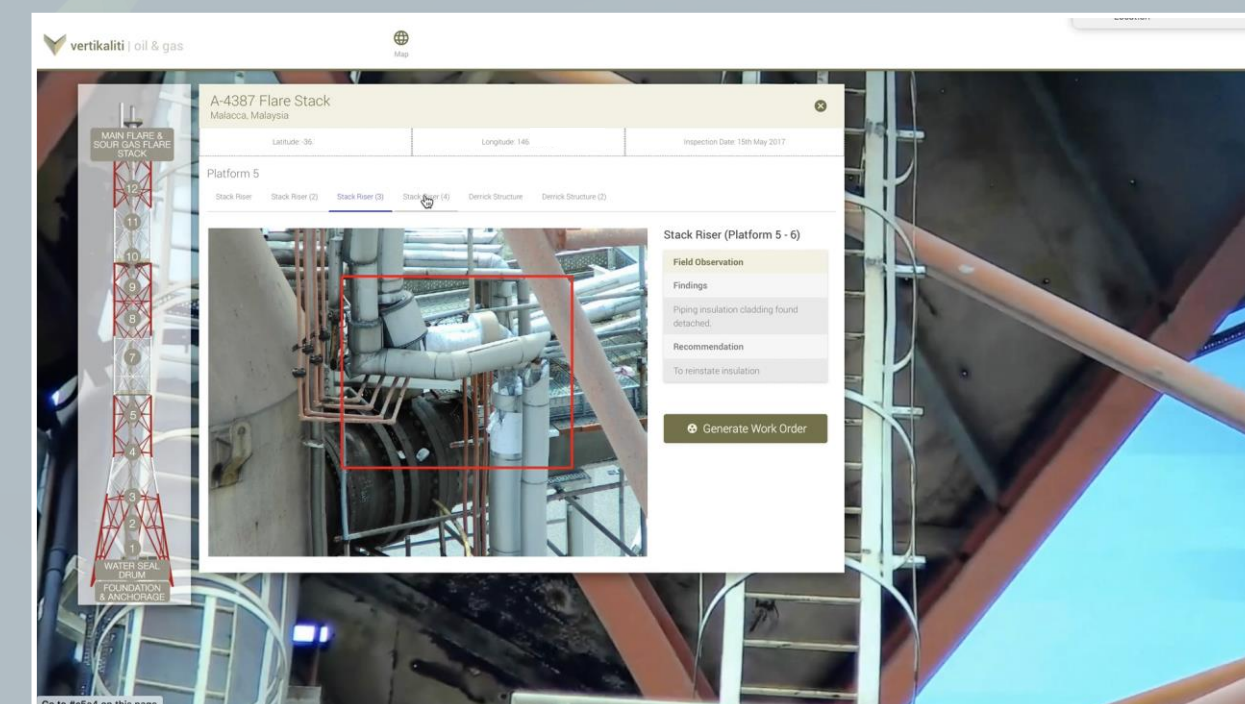 vertikaliti | oil & gas
Map
A-4387 Flare Stack
Malacca, Malaysia
Latitude: -36.
Longitude: 146
Inspection Date: 15th May 2017
Platform 5
Stack Riser
Stack Riser (2)
Stack Riser (3)
Stack Riser (4)
Derrick Structure
Derrick Structure (2)
MAIN FLARE &
SOUR GAS FLARE
STACK
12
11
10
9
8
7
5
4
3
2
1
WATER SEAL
DRUM
FOUNDATION
& ANCHORAGE
Stack Riser (Platform 5 - 6)
Field Observation
Findings
Piping insulation cladding found
detached.
Recommendation
To reinstate insulation
Generate Work Order